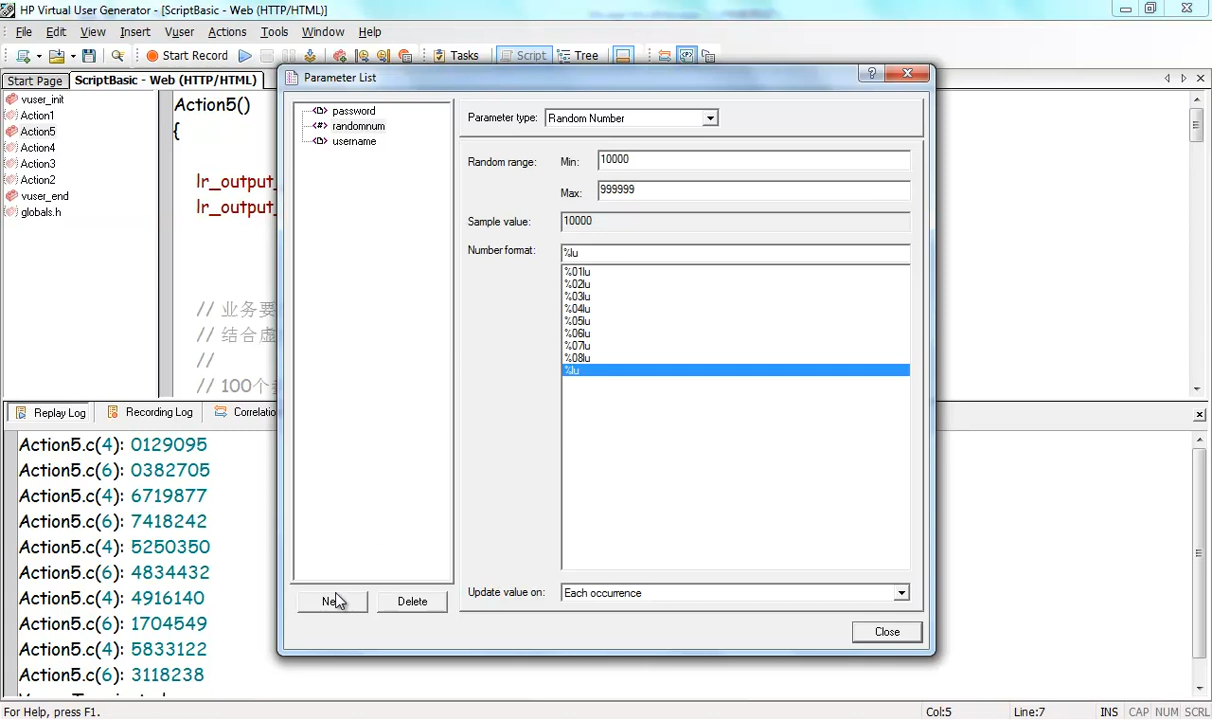 HP Virtual User Generator - [ScriptBasic - Web (HTTP/HTML)]
File Edit View Insert Vuser Actions Tools Window Help
Start Record Tasks Script Tree
Start Page ScriptBasic - Web (HTTP/HTML)
vuser_init
Action1
Action5
Action4
Action3
Action2
vuser_end
globals.h
Action5()
{
lr_output_
lr_output_
// 业务要
// 结合虚
//
// 100个
Parameter List
password
randomnum
username
New Delete
Parameter type: Random Number
Random range: Min: 10000
Max: 999999
Sample value: 10000
Number format: %lu
%01lu
%02lu
%03lu
%04lu
%05lu
%06lu
%07lu
%08lu
%lu
Update value on: Each occurrence
Close
Replay Log Recording Log Correlatio
Action5.c(4): 0129095
Action5.c(6): 0382705
Action5.c(4): 6719877
Action5.c(6): 7418242
Action5.c(4): 5250350
Action5.c(6): 4834432
Action5.c(4): 4916140
Action5.c(6): 1704549
Action5.c(4): 5833122
Action5.c(6): 3118238
For Help, press F1. Col:5 Line:7 INS CAP NUM SCRL